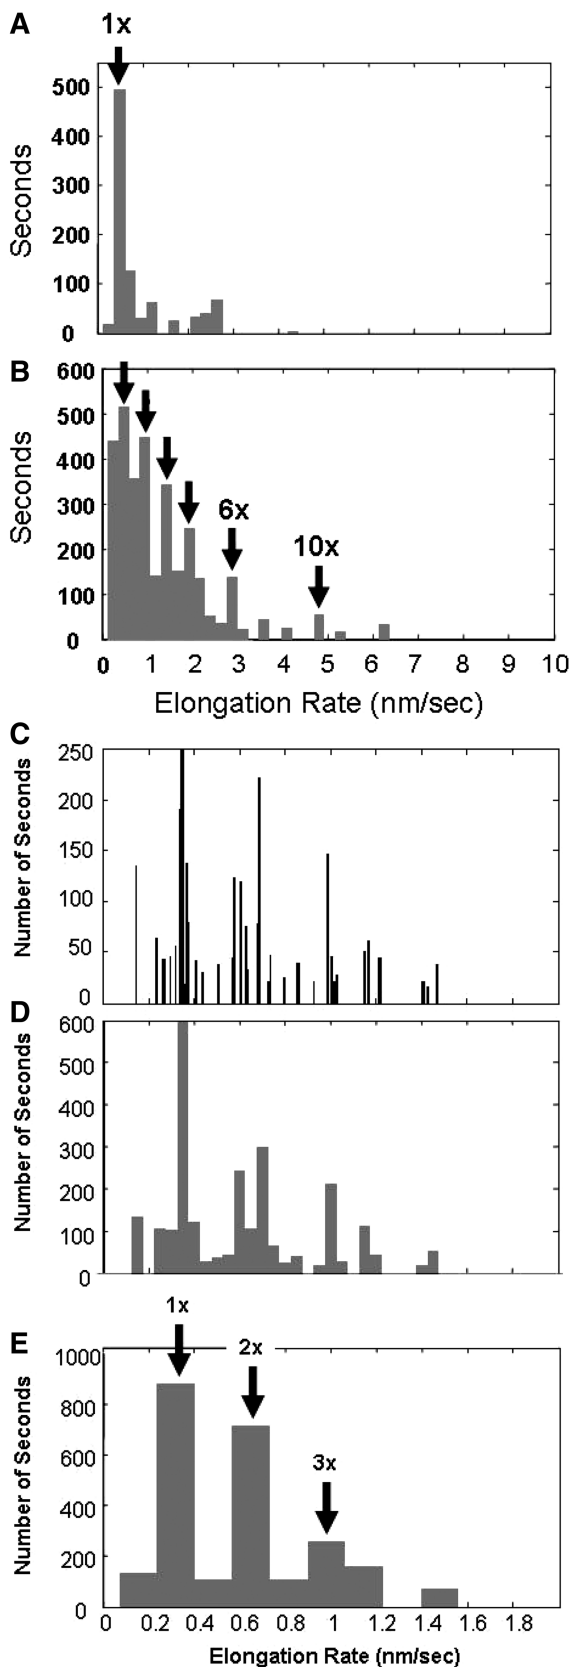 A
1x
500
400
300
200
100
0
Seconds
B
600
500
400
300
200
100
0
Seconds
6x
10x
0 1 2 3 4 5 6 7 8 9 10
Elongation Rate (nm/sec)
C
250
200
150
100
50
0
Number of Seconds
D
600
500
400
300
200
100
0
Number of Seconds
E
1x
2x
3x
1000
800
600
400
200
0
Number of Seconds
0 0.2 0.4 0.6 0.8 1 1.2 1.4 1.6 1.8
Elongation Rate (nm/sec)